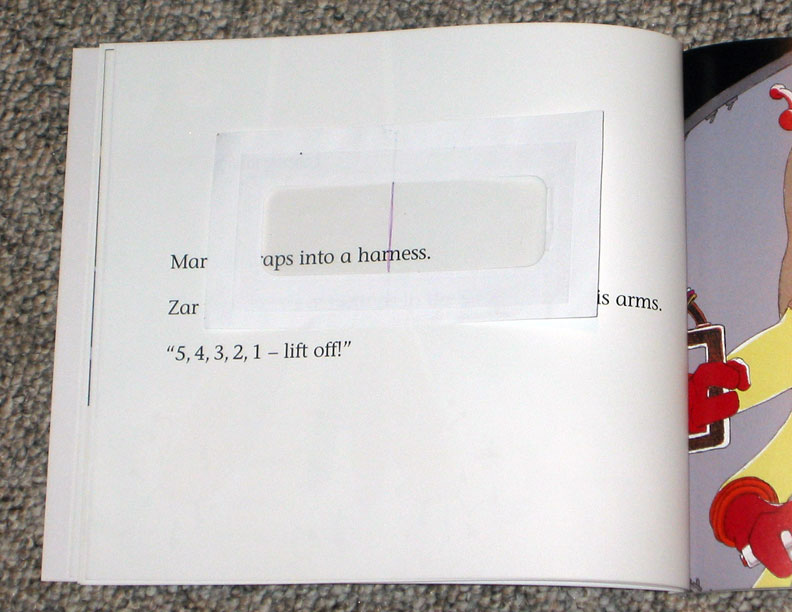 Mar raps into a harness.
Zar is arms.
“5, 4, 3, 2, 1 – lift off!”